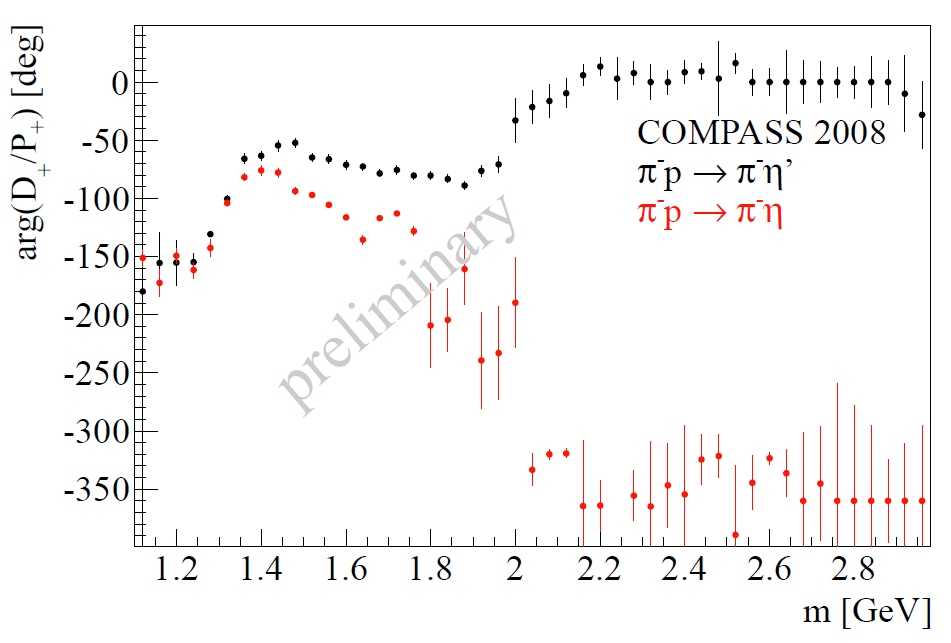 arg(D+/P+) [deg]
0
-50
-100
-150
-200
-250
-300
-350
COMPASS 2008
π-p → π-η’
π-p → π-η
preliminary
1.2 1.4 1.6 1.8 2 2.2 2.4 2.6 2.8
m [GeV]